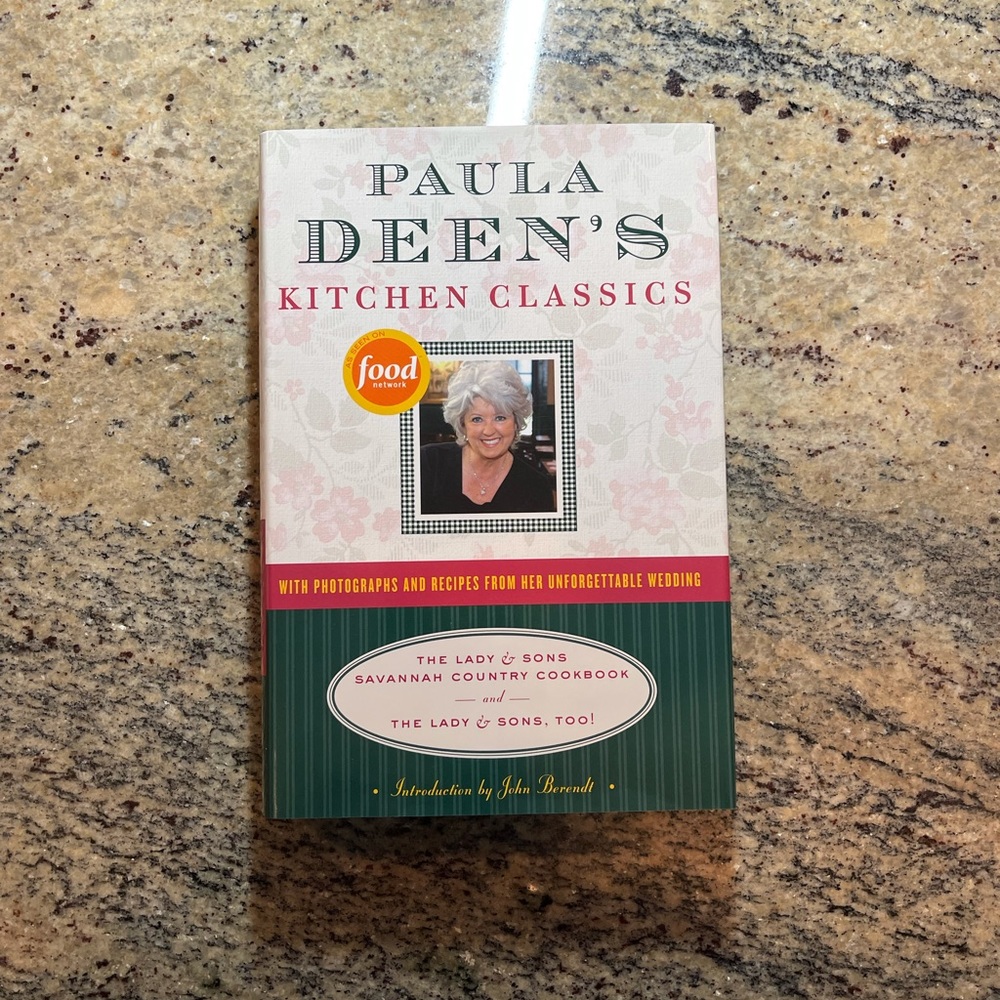 PAULA
DEEN'S
KITCHEN CLASSICS
AS SEEN ON
food
network
WITH PHOTOGRAPHS AND RECIPES FROM HER UNFORGETTABLE WEDDING
THE LADY & SONS
SAVANNAH COUNTRY COOKBOOK
— and —
THE LADY & SONS, TOO!
• Introduction by John Berendt •